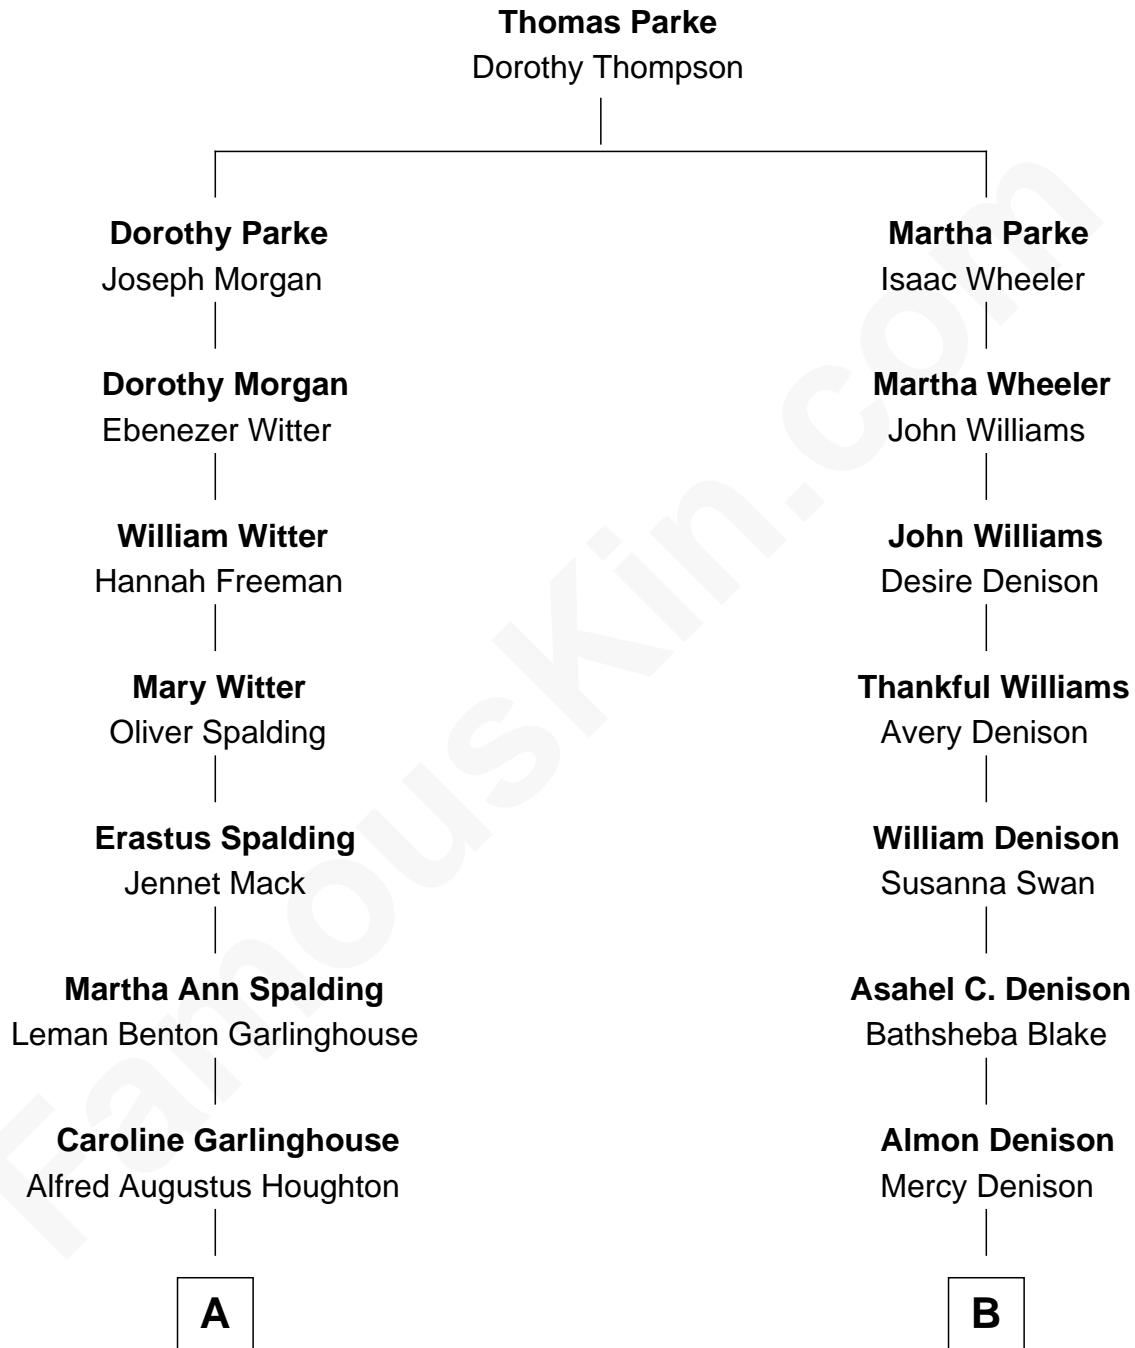 Thomas Parke
Dorothy Thompson
Dorothy Parke
Joseph Morgan
Martha Parke
Isaac Wheeler
Dorothy Morgan
Ebenezer Witter
Martha Wheeler
John Williams
William Witter
Hannah Freeman
John Williams
Desire Denison
Mary Witter
Oliver Spalding
Thankful Williams
Avery Denison
Erastus Spalding
Jennet Mack
William Denison
Susanna Swan
Martha Ann Spalding
Leman Benton Garlinghouse
Asahel C. Denison
Bathsheba Blake
Caroline Garlinghouse
Alfred Augustus Houghton
Almon Denison
Mercy Denison
A
B
FamousKin.com